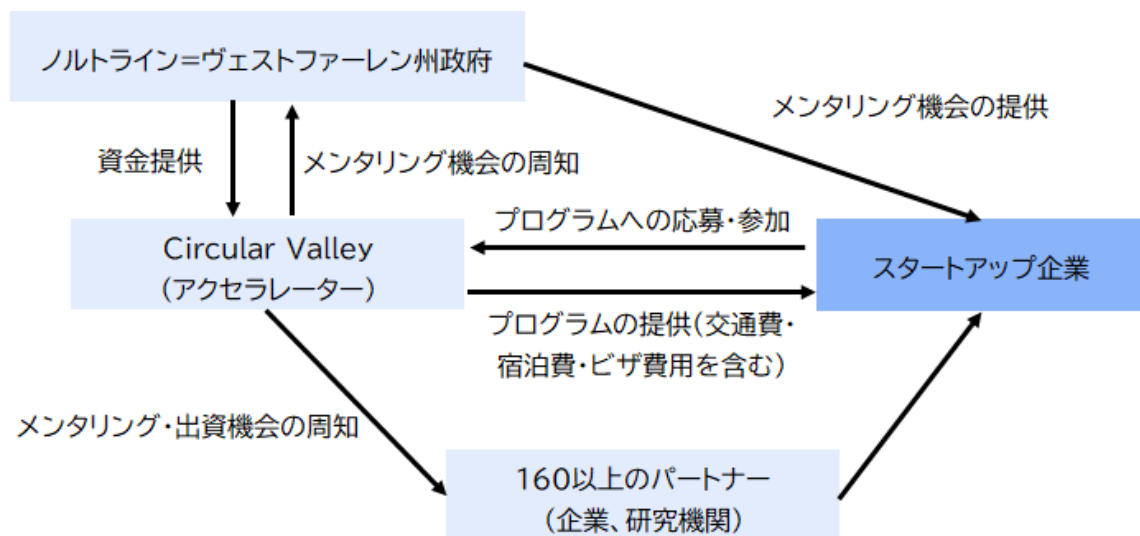 ノルトライン＝ヴェストファーレン州政府
メンタリング機会の提供
資金提供
メンタリング機会の周知
プログラムへの応募・参加
Circular Valley
（アクセラレーター）
スタートアップ企業
プログラムの提供（交通費・
宿泊費・ビザ費用を含む）
メンタリング・出資機会の周知
160以上のパートナー
（企業、研究機関）